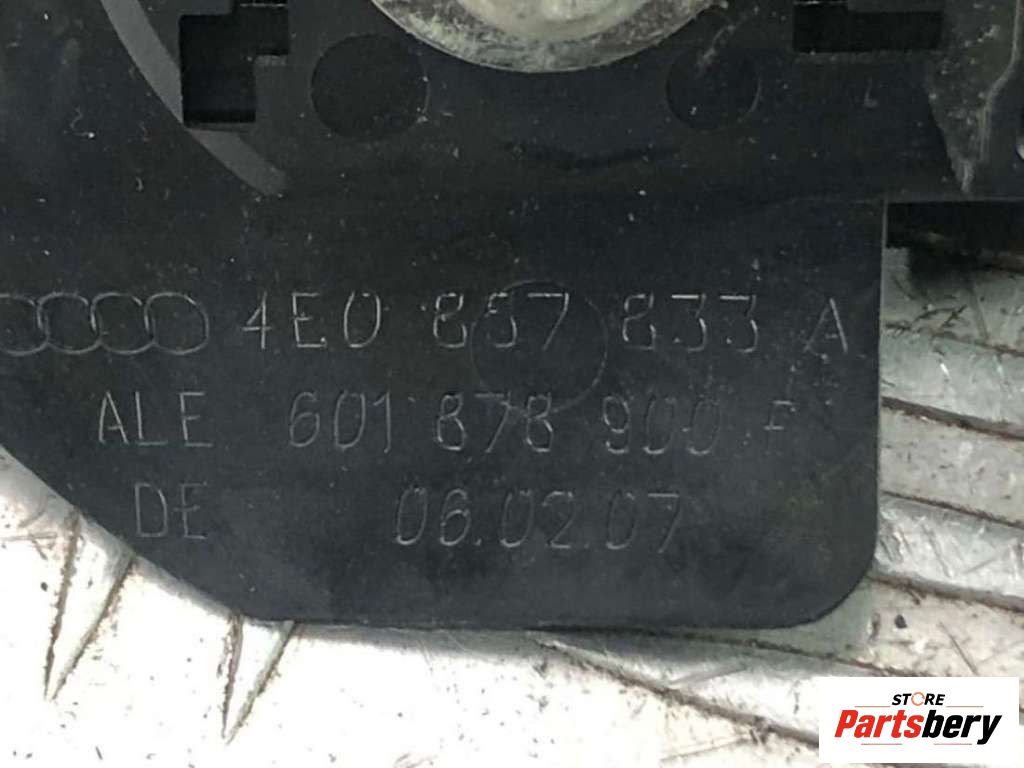 4E0 857 833 A
ALE 601 878 900 F
DE 06.02.07
STORE
Partsbery